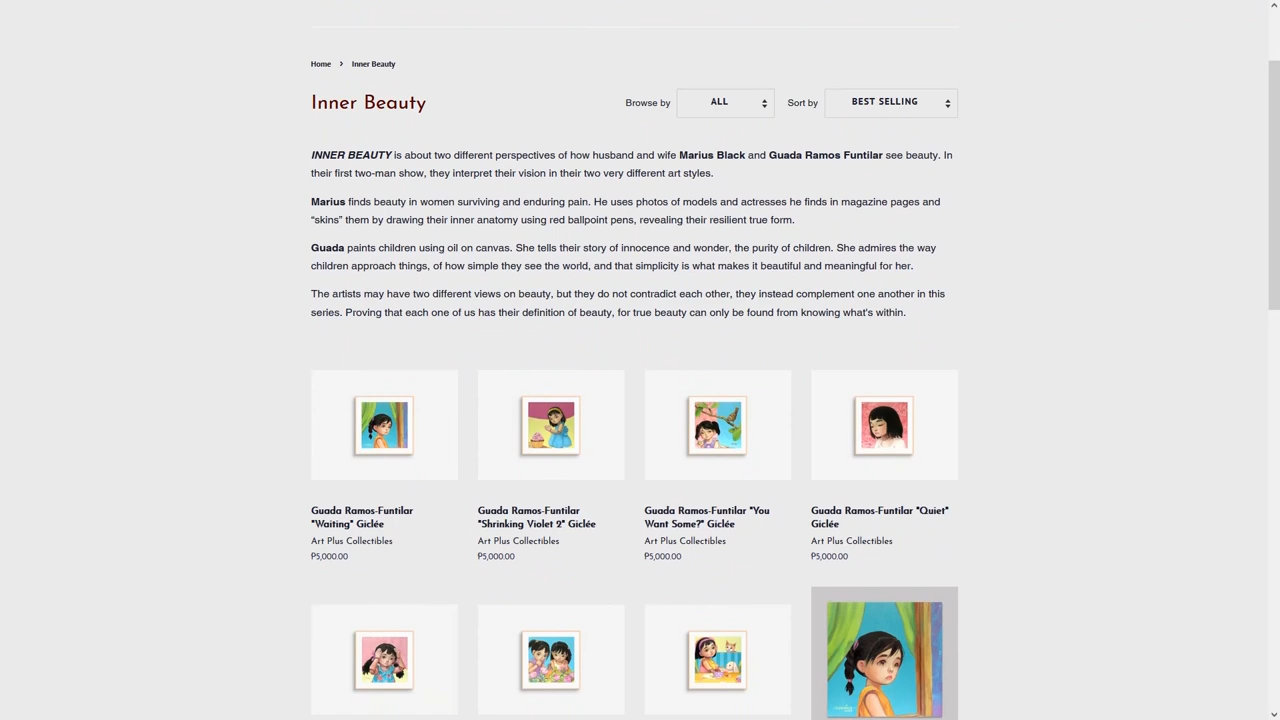 Home › Inner Beauty
Inner Beauty
Browse by ALL Sort by BEST SELLING
INNER BEAUTY is about two different perspectives of how husband and wife Marius Black and Guada Ramos Funtilar see beauty. In
their first two-man show, they interpret their vision in their two very different art styles.
Marius finds beauty in women surviving and enduring pain. He uses photos of models and actresses he finds in magazine pages and
“skins” them by drawing their inner anatomy using red ballpoint pens, revealing their resilient true form.
Guada paints children using oil on canvas. She tells their story of innocence and wonder, the purity of children. She admires the way
children approach things, of how simple they see the world, and that simplicity is what makes it beautiful and meaningful for her.
The artists may have two different views on beauty, but they do not contradict each other, they instead complement one another in this
series. Proving that each one of us has their definition of beauty, for true beauty can only be found from knowing what's within.
Guada Ramos-Funtilar
"Waiting" Giclée
Art Plus Collectibles
₱5,000.00
Guada Ramos-Funtilar
"Shrinking Violet 2" Giclée
Art Plus Collectibles
₱5,000.00
Guada Ramos-Funtilar "You
Want Some?" Giclée
Art Plus Collectibles
₱5,000.00
Guada Ramos-Funtilar "Quiet"
Giclée
Art Plus Collectibles
₱5,000.00